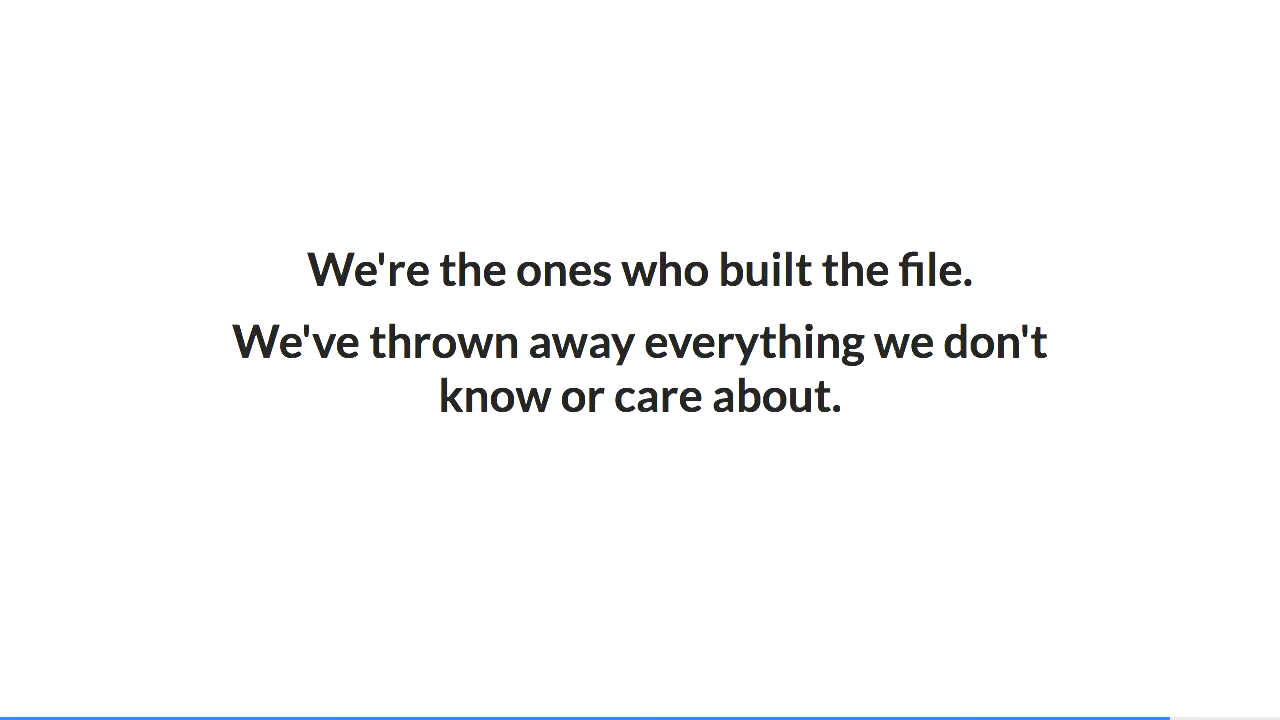 We're the ones who built the file.
We've thrown away everything we don't
know or care about.